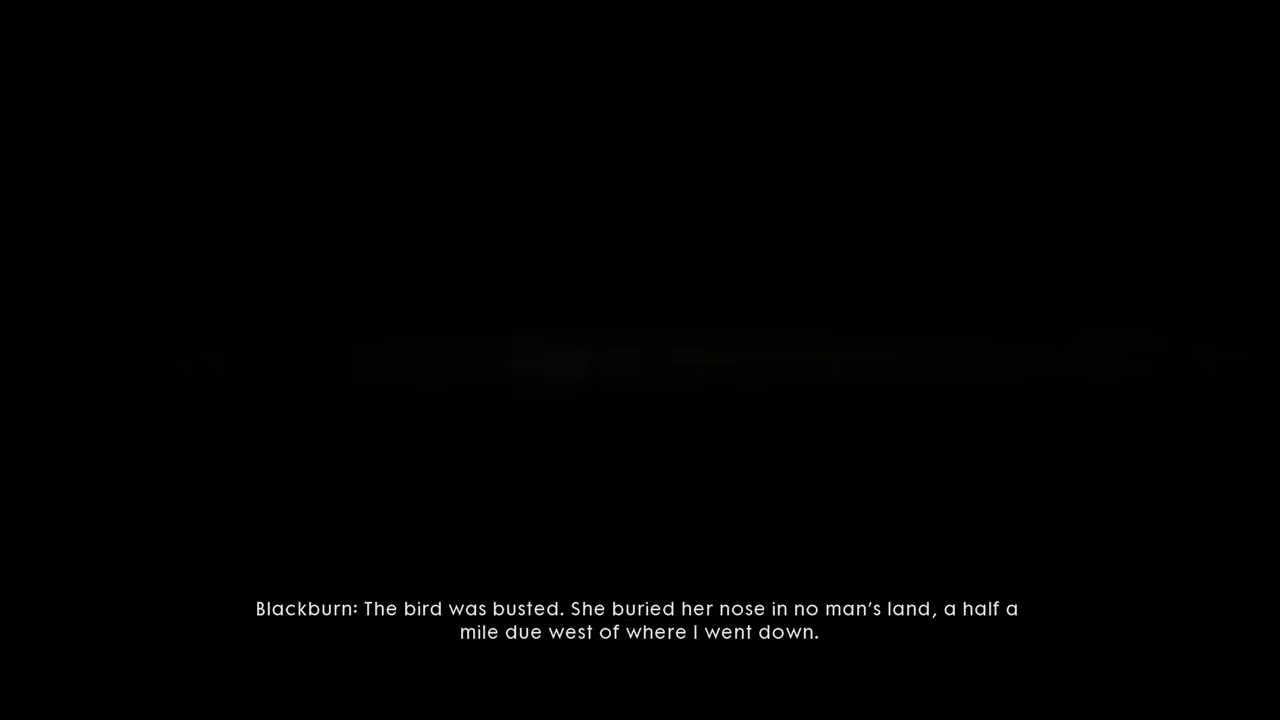 Blackburn: The bird was busted. She buried her nose in no man's land, a half a
mile due west of where I went down.